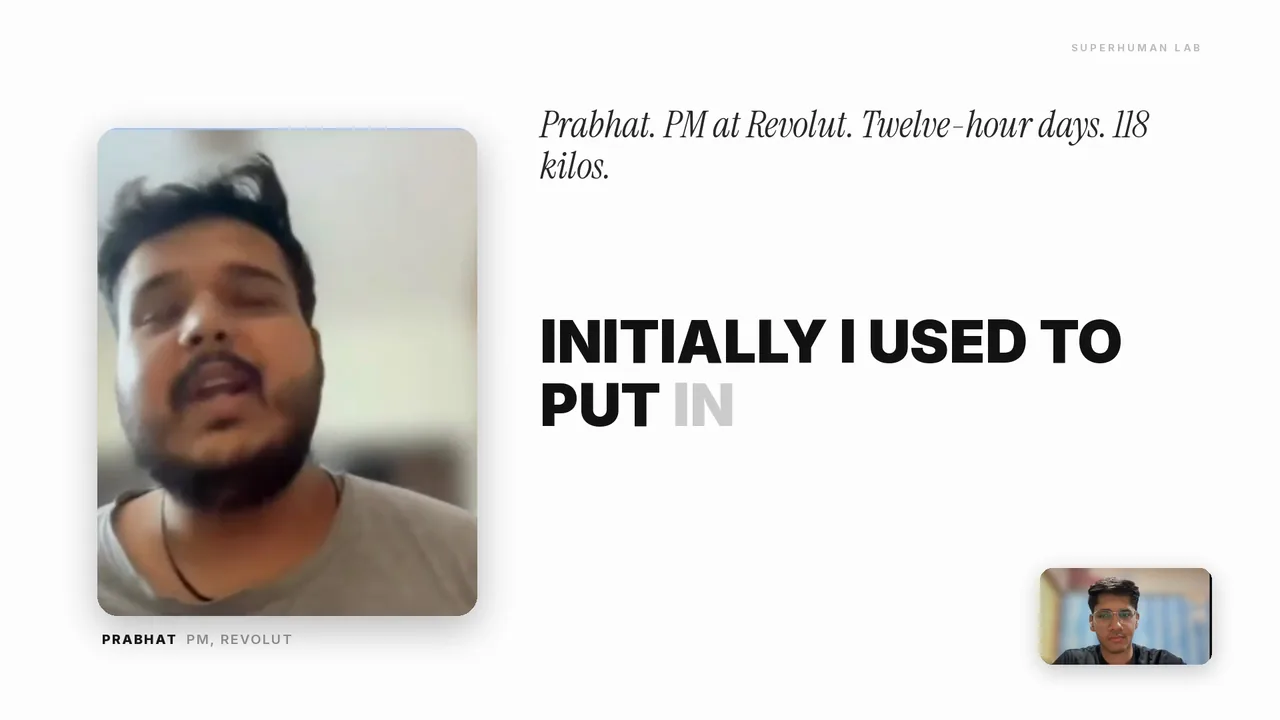 SUPERHUMAN LAB
Prabhat. PM at Revolut. Twelve-hour days. 118
kilos.
INITIALLY I USED TO
PUT IN
PRABHAT PM, REVOLUT